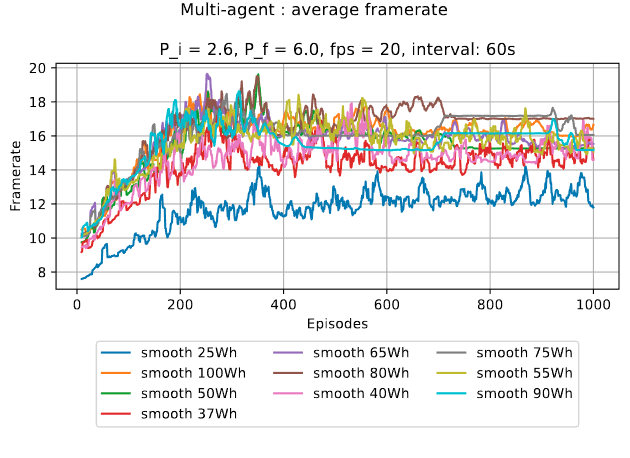 Multi-agent : average framerate
P_i = 2.6, P_f = 6.0, fps = 20, interval: 60s
20
18
16
14
12
10
8
Framerate
0 200 400 600 800 1000
Episodes
smooth 25Wh smooth 65Wh smooth 75Wh
smooth 100Wh smooth 80Wh smooth 55Wh
smooth 50Wh smooth 40Wh smooth 90Wh
smooth 37Wh